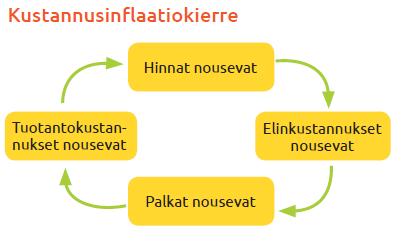 Kustannusinflaatiokierre
Hinnat nousevat
Elinkustannukset
nousevat
Palkat nousevat
Tuotantokustan-
nukset nousevat